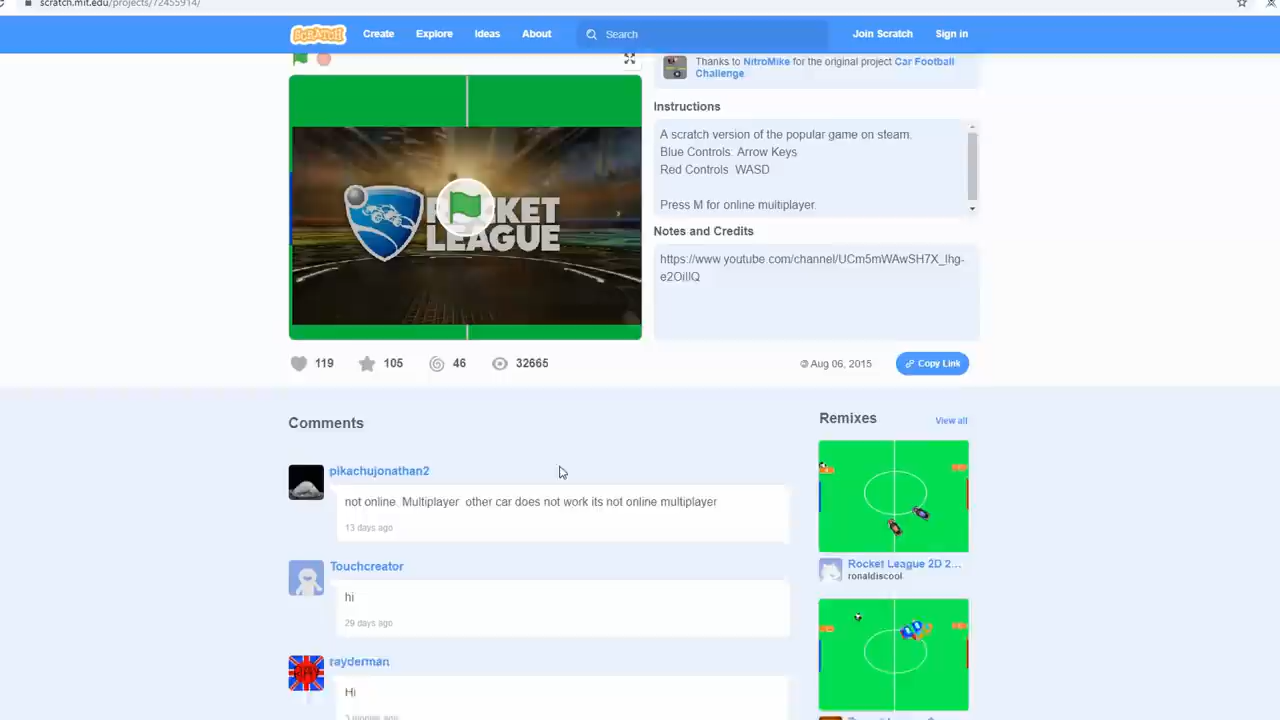 scratch.mit.edu/projects/72455914/
SCRATCH
Create
Explore
Ideas
About
Search
Join Scratch
Sign in
Thanks to NitroMike for the original project Car Football
Challenge
Instructions
A scratch version of the popular game on steam.
Blue Controls: Arrow Keys
Red Controls WASD
Press M for online multiplayer.
ROCKET
LEAGUE
Notes and Credits
https://www.youtube.com/channel/UCm5mWAwSH7X_
119
105
46
32665
© Aug 06, 2015
Copy Link
Comments
pikachujonathan2
not online. Multiplayer other car does not work its not online multiplayer
13 days ago
Touchcreator
hi
29 days ago
rayderman
Hi
Remixes
View all
Rocket League 2D 2...
ronaldiscool